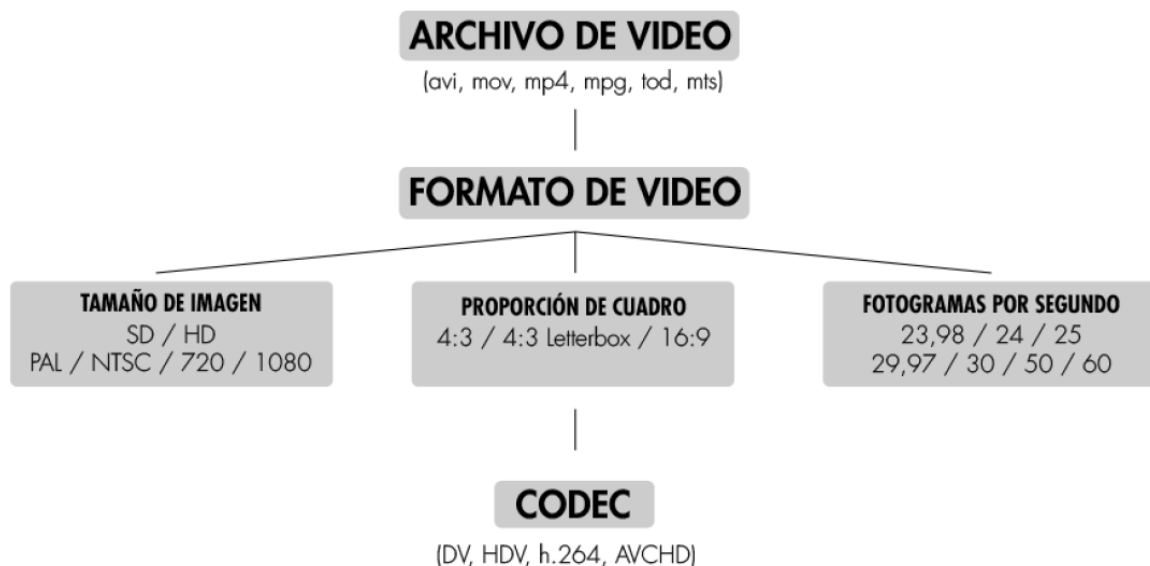 ARCHIVO DE VIDEO
(avi, mov, mp4, mpg, tod, mts)
FORMATO DE VIDEO
TAMAÑO DE IMAGEN
SD / HD
PAL / NTSC / 720 / 1080
PROPORCIÓN DE CUADRO
4:3 / 4:3 Letterbox / 16:9
FOTOGRAMAS POR SEGUNDO
23,98 / 24 / 25
29,97 / 30 / 50 / 60
CODEC
(DV, HDV, h.264, AVCHD)